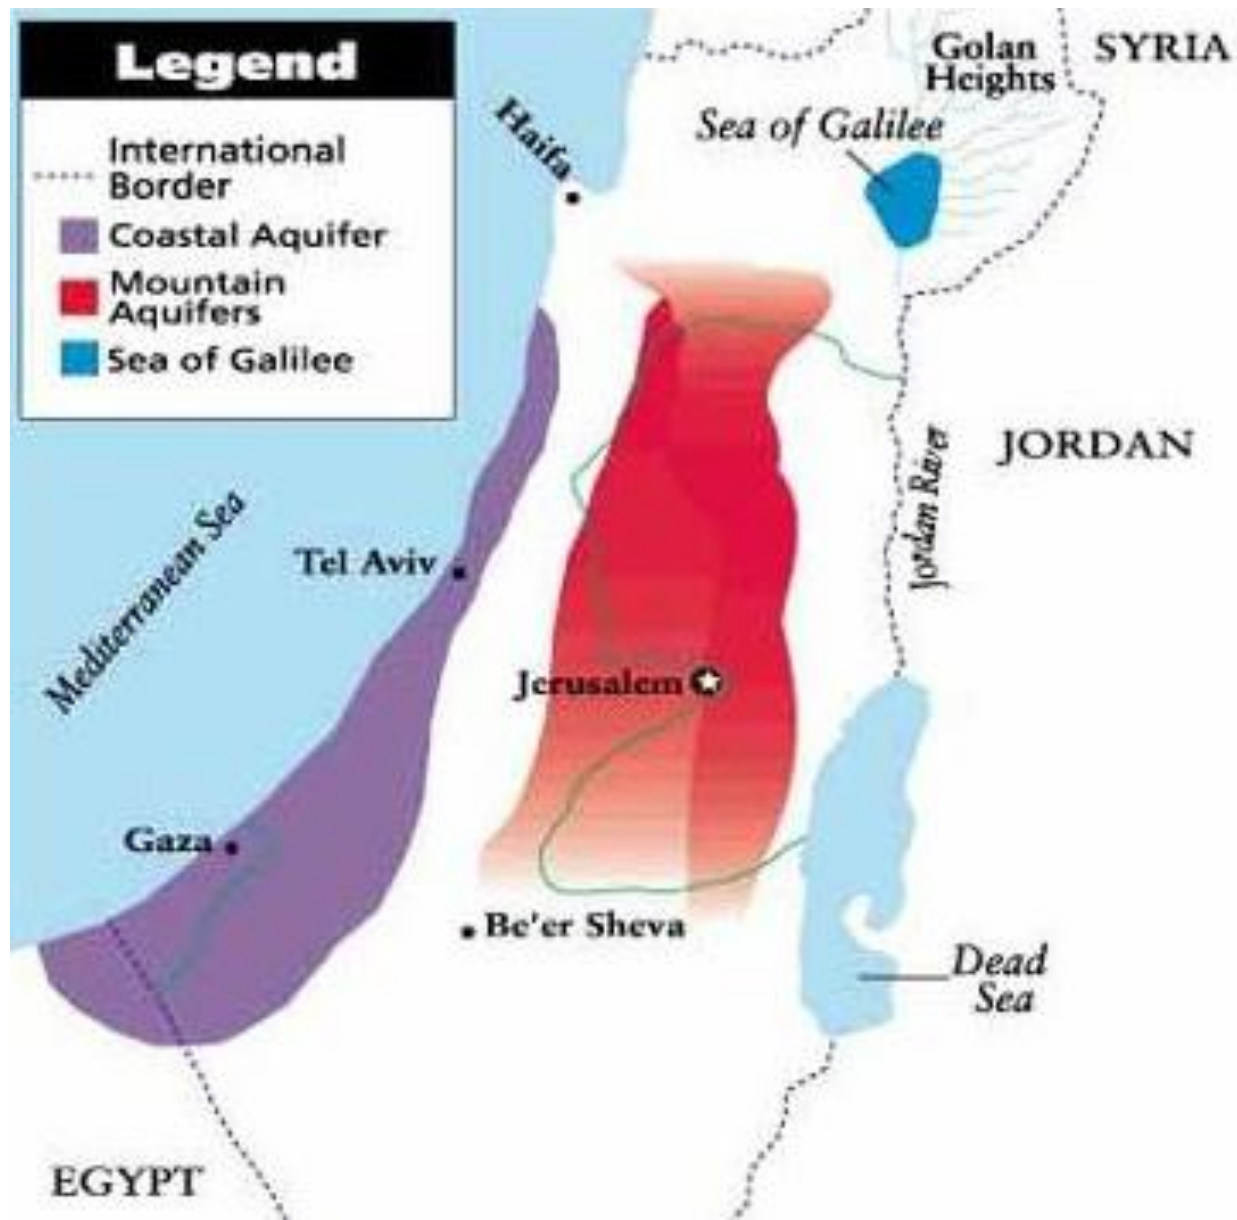 Legend
International
Border
Coastal Aquifer
Mountain
Aquifers
Sea of Galilee
Golan
Heights
SYRIA
Haifa
Sea of Galilee
JORDAN
Jordan River
Mediterranean Sea
Tel Aviv
Jerusalem
Gaza
Be'er Sheva
Dead
Sea
EGYPT